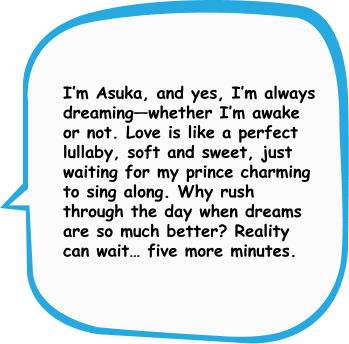 I'm Asuka, and yes, I'm always
dreaming—whether I'm awake
or not. Love is like a perfect
lullaby, soft and sweet, just
waiting for my prince charming
to sing along. Why rush
through the day when dreams
are so much better? Reality
can wait… five more minutes.